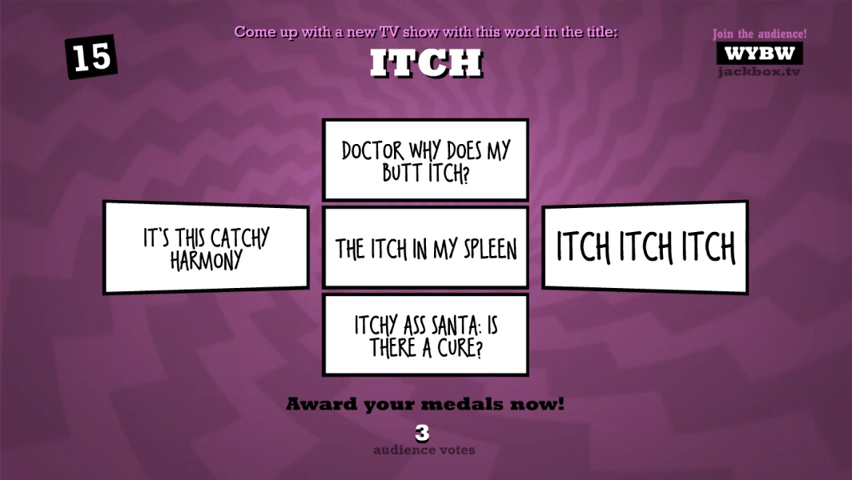 Come up with a new TV show with this word in the title:
ITCH
15
Join the audience!
WYBW
jackbox.tv
DOCTOR WHY DOES MY
BUTT ITCH?
IT'S THIS CATCHY
HARMONY
THE ITCH IN MY SPLEEN
ITCH ITCH ITCH
ITCHY ASS SANTA: IS
THERE A CURE?
Award your medals now!
3
audience votes